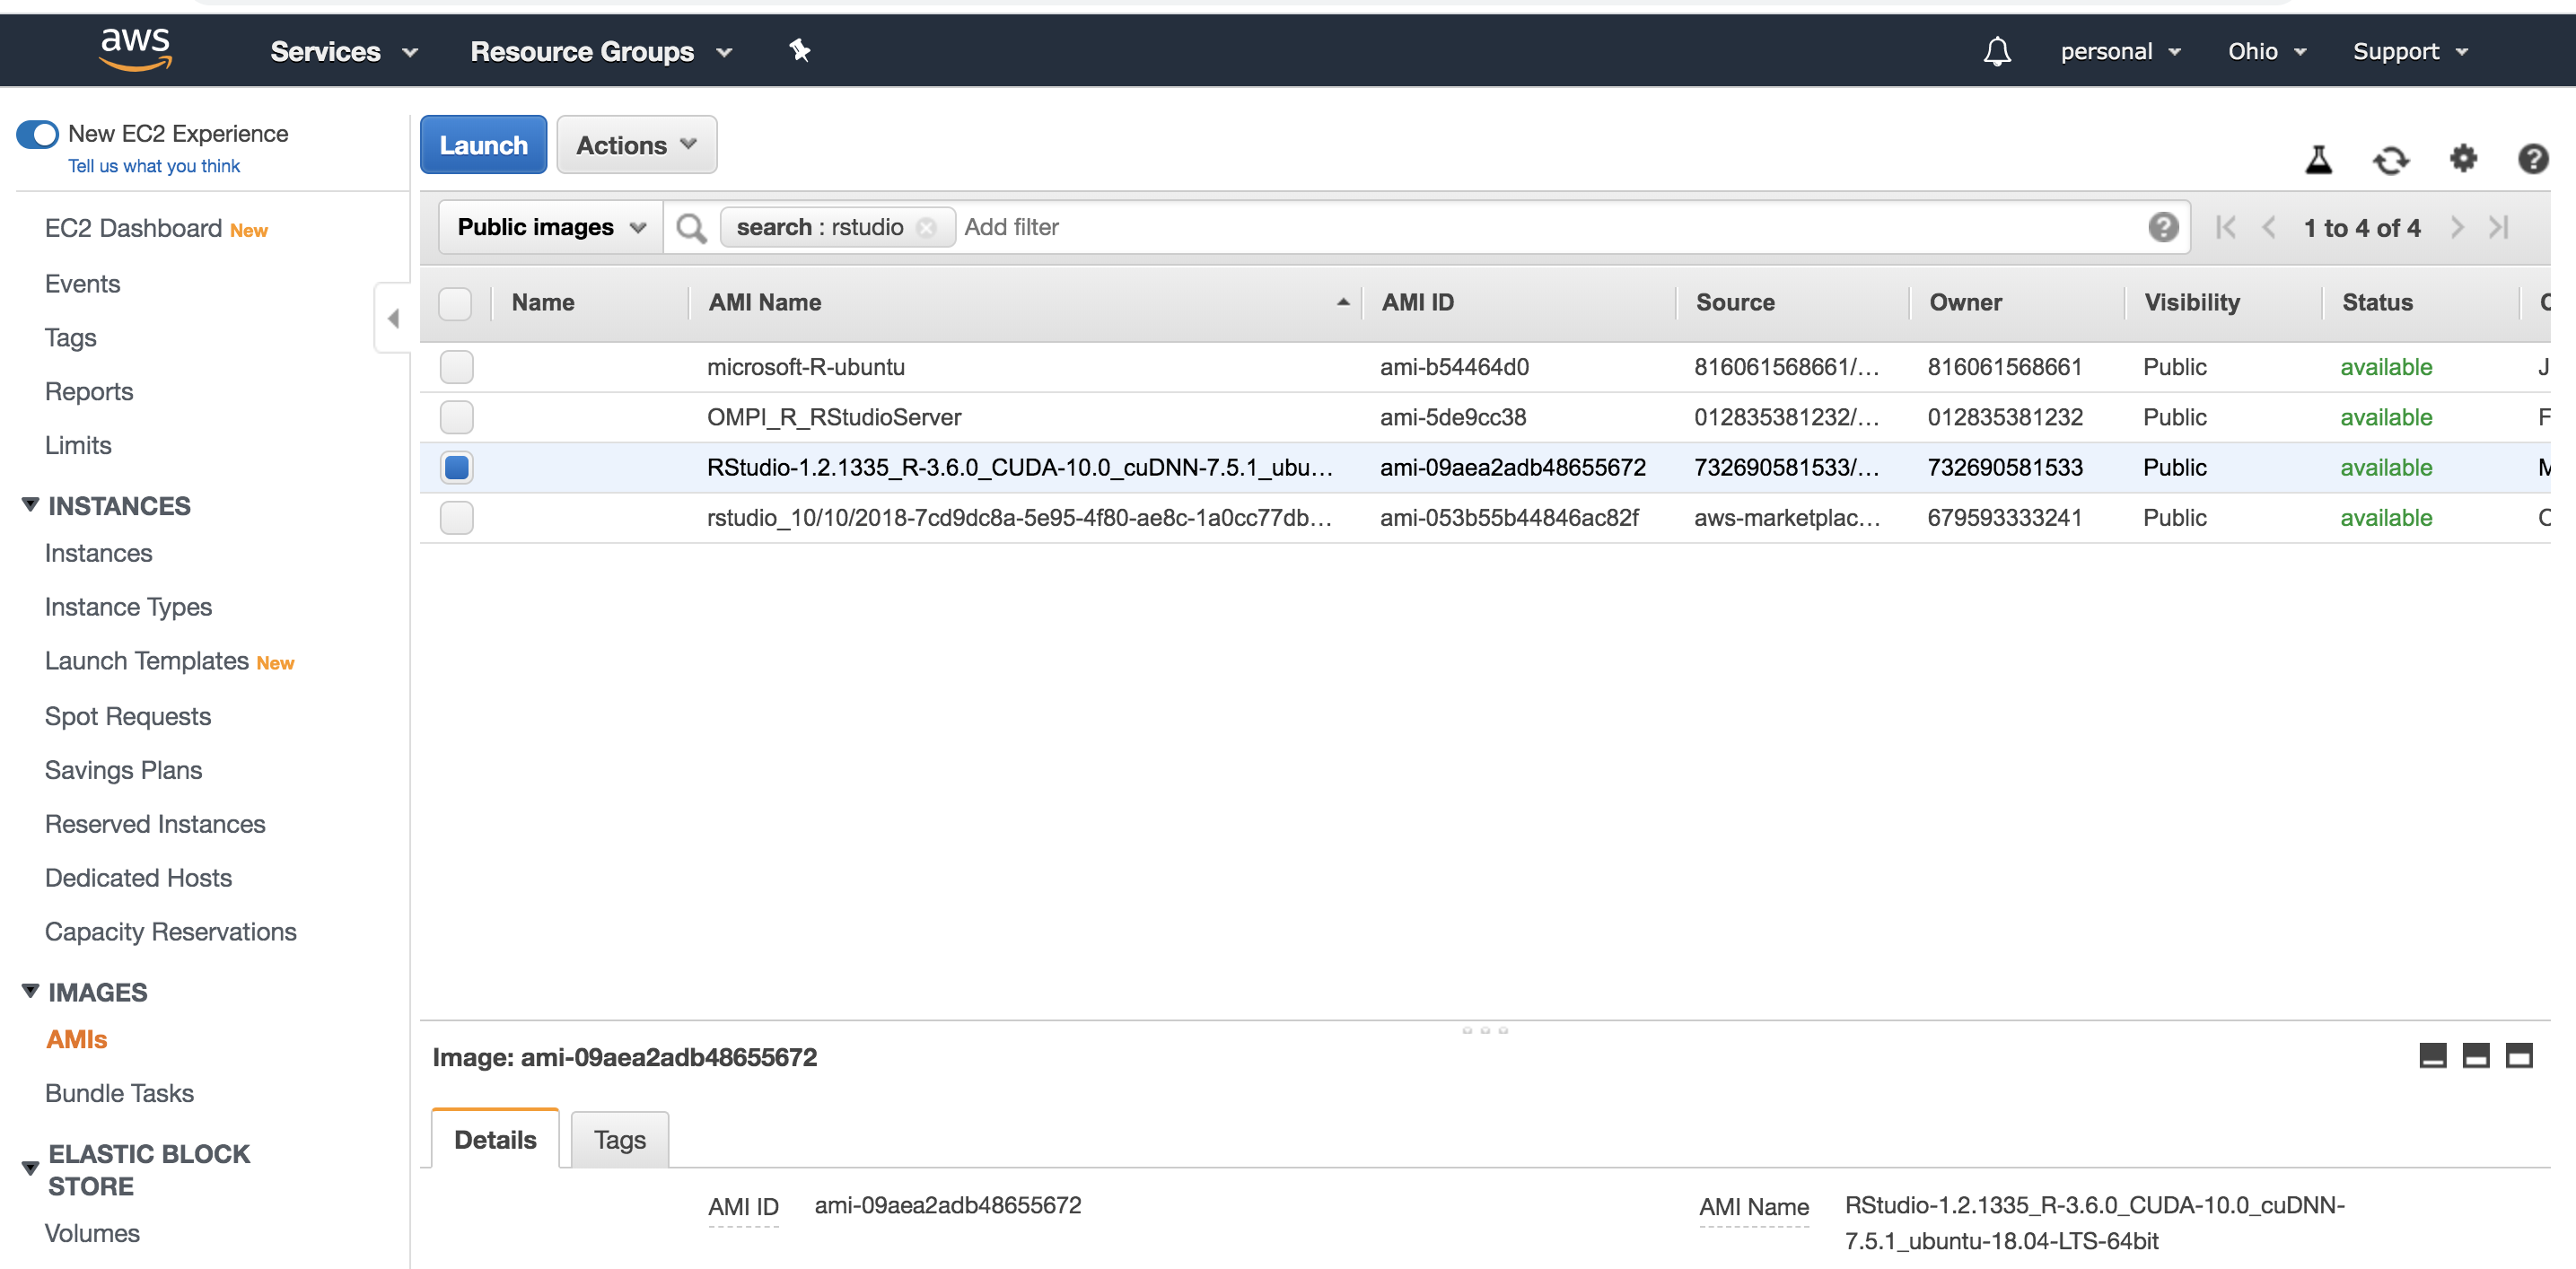 aws
Services
Resource Groups
personal
Ohio
Support
New EC2 Experience
Tell us what you think
EC2 Dashboard New
Events
Tags
Reports
Limits
INSTANCES
Instances
Instance Types
Launch Templates New
Spot Requests
Savings Plans
Reserved Instances
Dedicated Hosts
Capacity Reservations
IMAGES
AMIs
Bundle Tasks
ELASTIC BLOCK
STORE
Volumes
Launch
Actions
Public images
search : rstudio
Add filter
1 to 4 of 4
Name AMI Name AMI ID Source Owner Visibility Status
microsoft-R-ubuntu ami-b54464d0 816061568661/... 816061568661 Public available J
OMPI_R_RStudioServer ami-5de9cc38 012835381232/... 012835381232 Public available F
RStudio-1.2.1335_R-3.6.0_CUDA-10.0_cuDNN-7.5.1_ubu... ami-09aea2adb48655672 732690581533/... 732690581533 Public available
rstudio_10/10/2018-7cd9dc8a-5e95-4f80-ae8c-1a0cc77db... ami-053b55b44846ac82f aws-marketplac... 679593333241 Public available
Image: ami-09aea2adb48655672
Details
Tags
AMI ID ami-09aea2adb48655672
AMI Name RStudio-1.2.1335_R-3.6.0_CUDA-10.0_cuDNN-
7.5.1_ubuntu-18.04-LTS-64bit